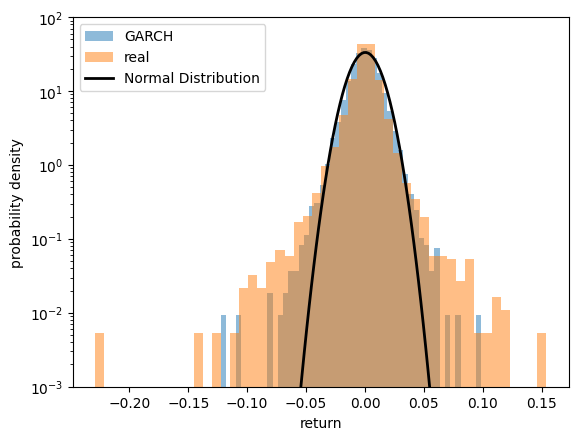 GARCH
real
Normal Distribution
probability density
10²
10¹
10⁰
10⁻¹
10⁻²
10⁻³
−0.20 −0.15 −0.10 −0.05 0.00 0.05 0.10 0.15
return